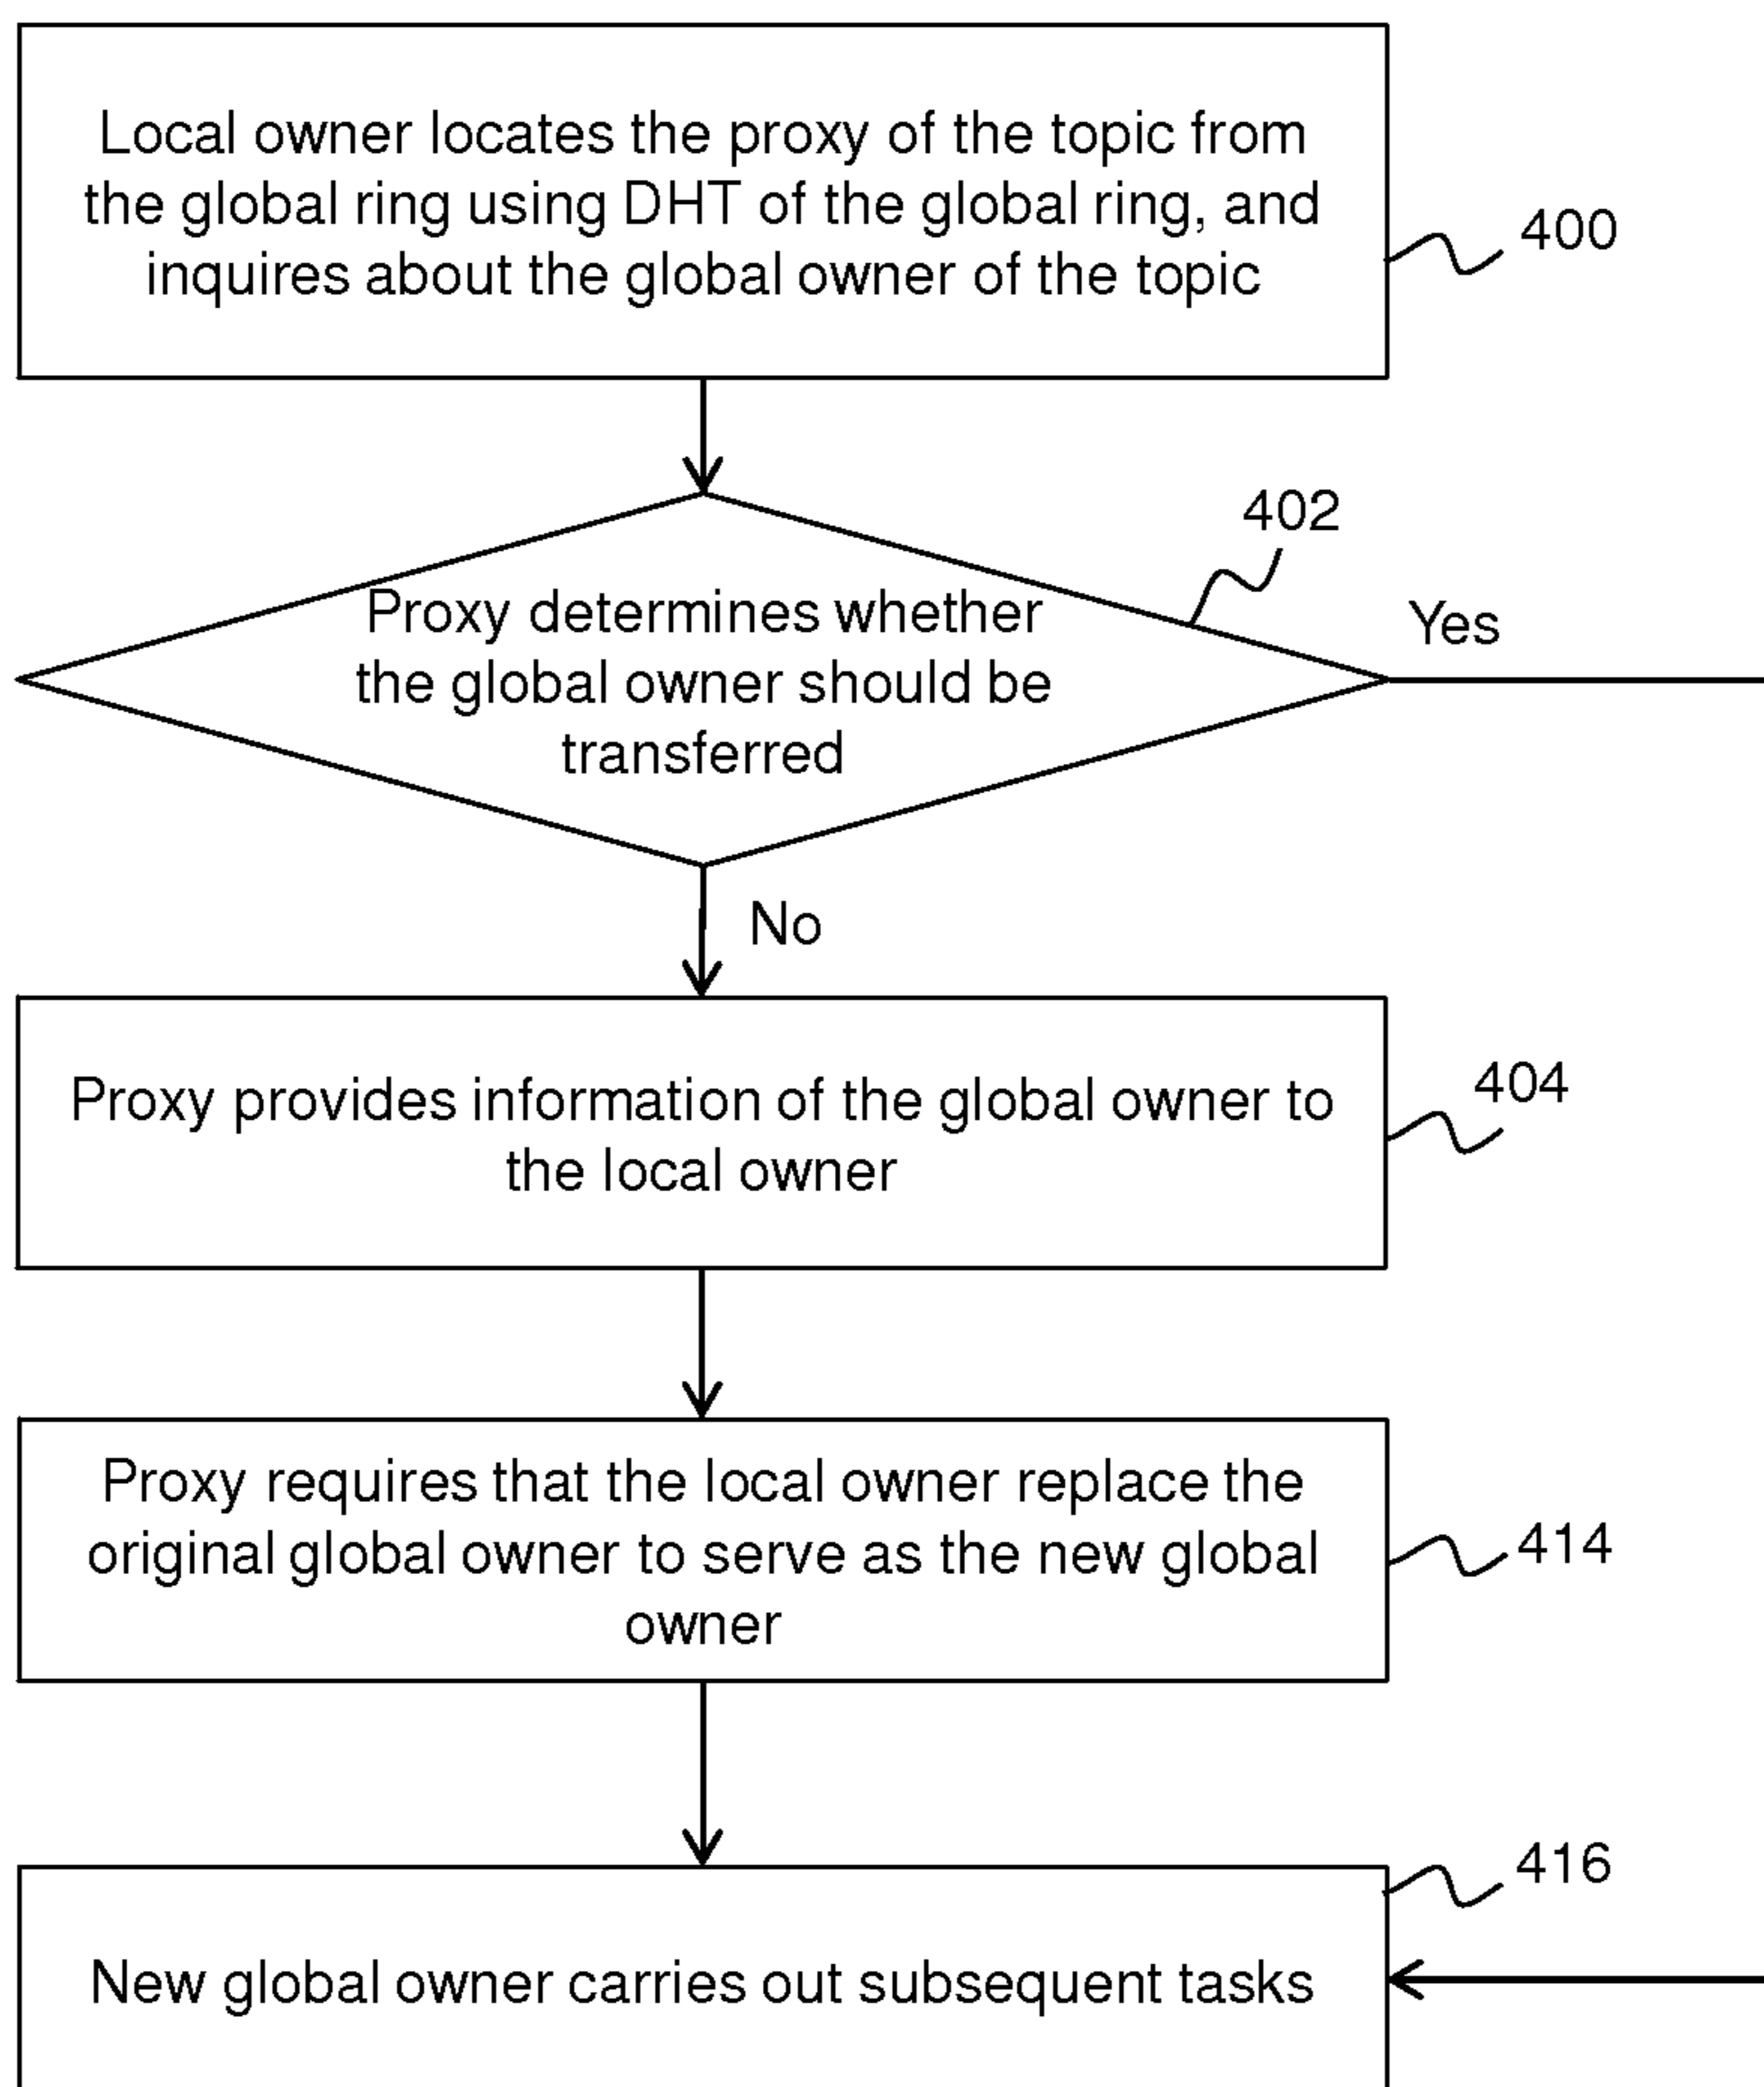 Local owner locates the proxy of the topic from
the global ring using DHT of the global ring, and
inquires about the global owner of the topic
400
402
Proxy determines whether
the global owner should be
transferred
Yes
No
Proxy provides information of the global owner to
the local owner
404
Proxy requires that the local owner replace the
original global owner to serve as the new global
owner
414
416
New global owner carries out subsequent tasks